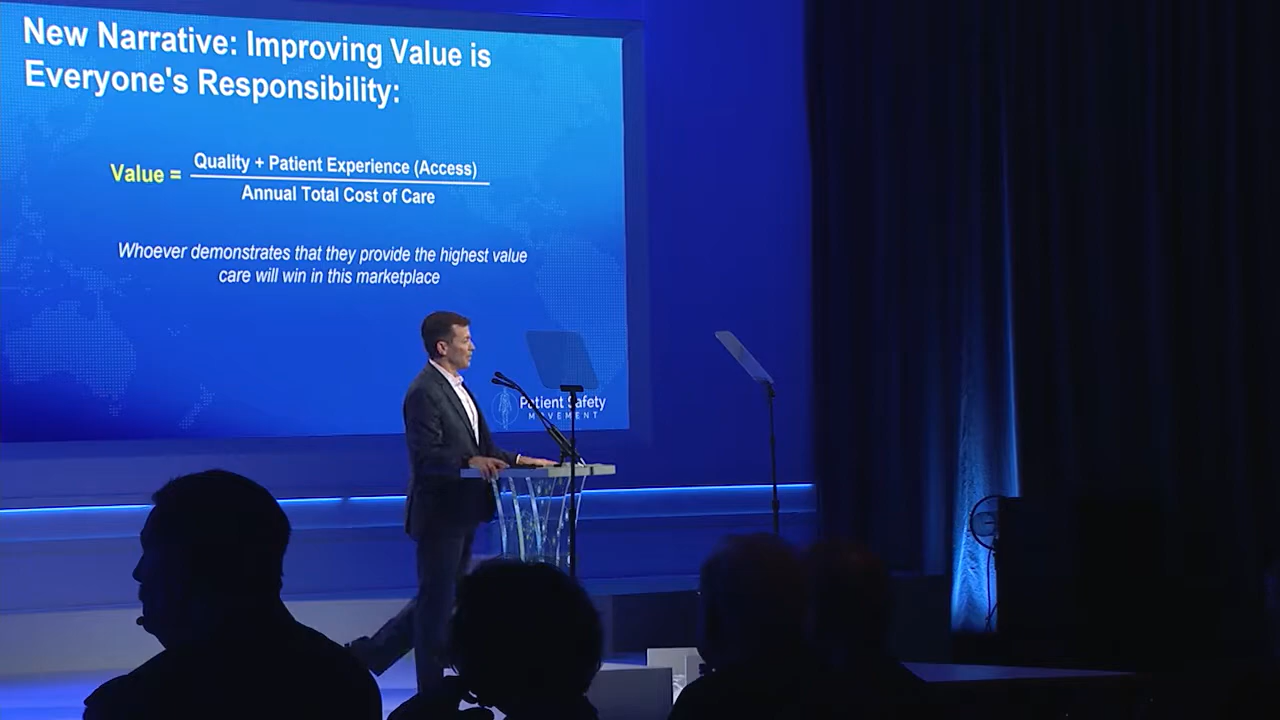 New Narrative: Improving Value is
Everyone's Responsibility:
Value = Quality + Patient Experience (Access)
Annual Total Cost of Care
Whoever demonstrates that they provide the highest value
care will win in this marketplace
Patient Safety
MOVEMENT